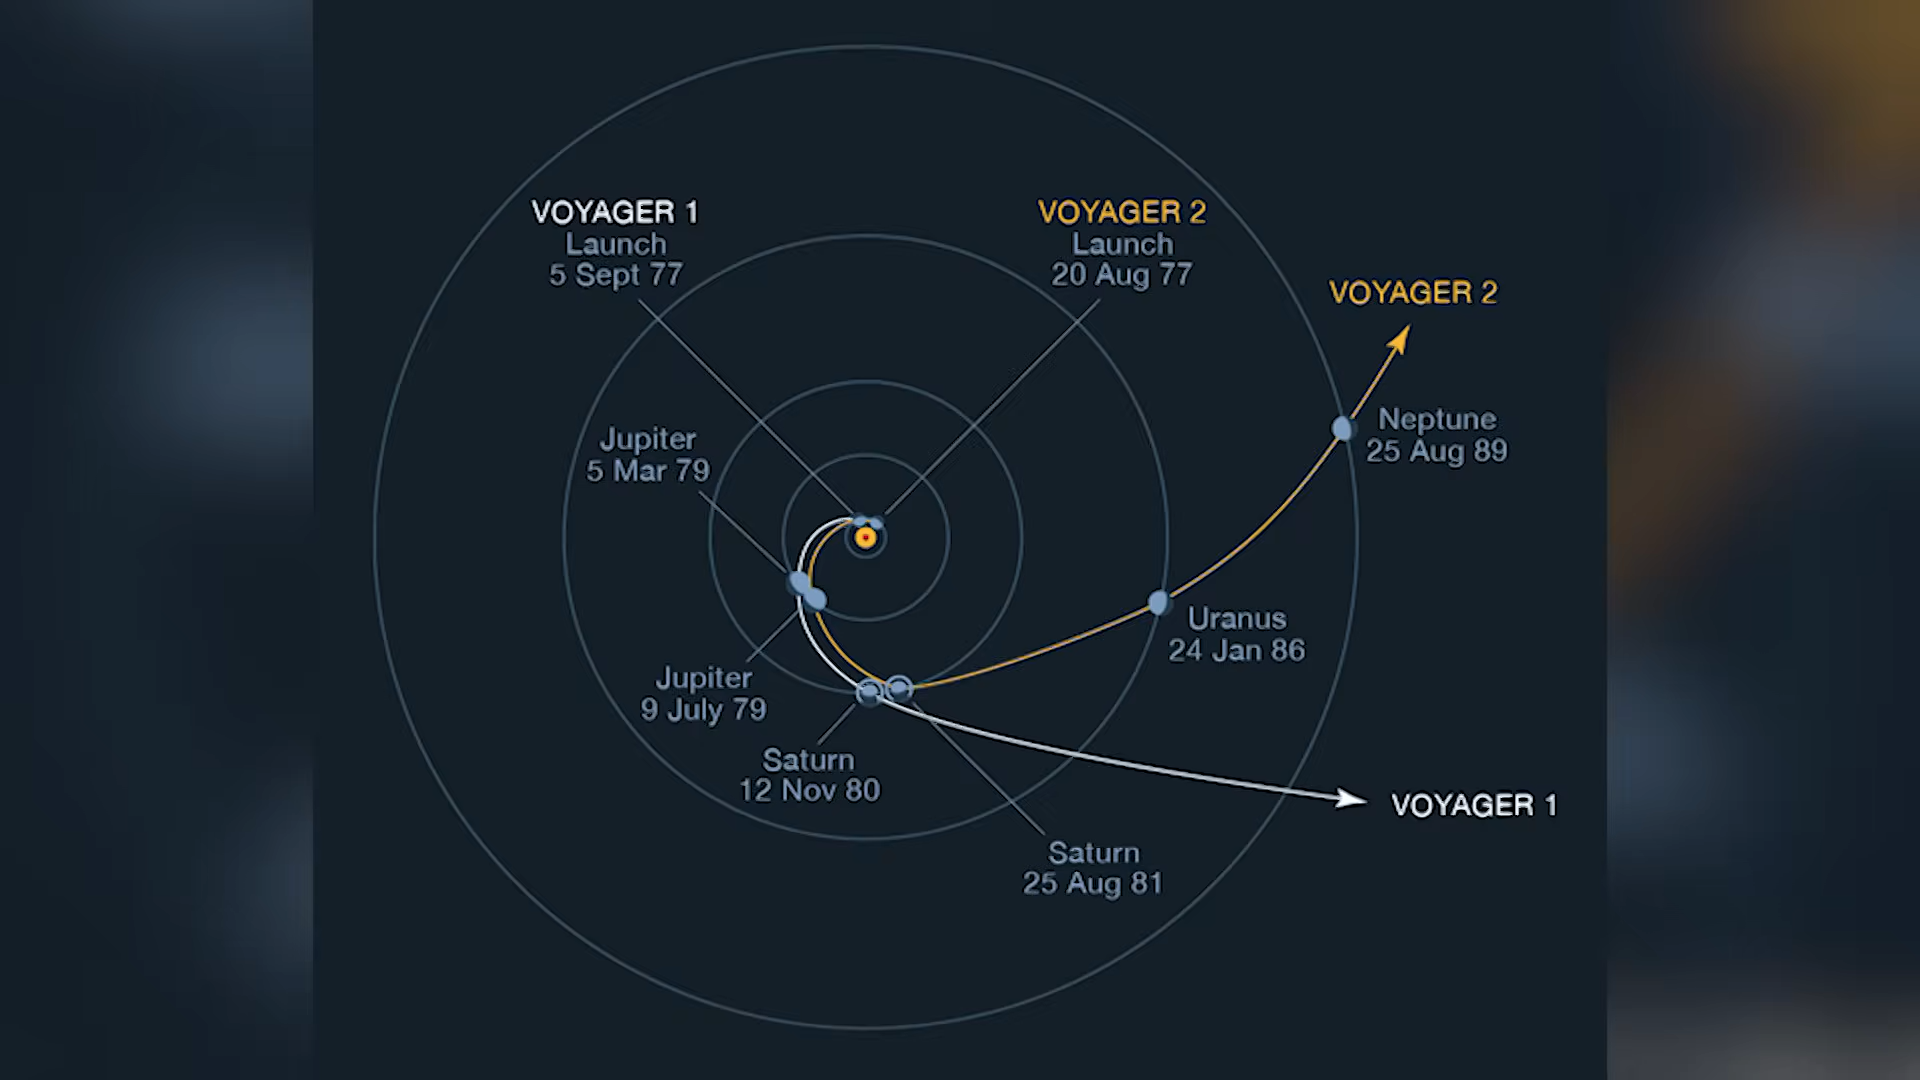 VOYAGER 1
Launch
5 Sept 77
VOYAGER 2
Launch
20 Aug 77
VOYAGER 2
Jupiter
5 Mar 79
Neptune
25 Aug 89
Uranus
24 Jan 86
Jupiter
9 July 79
Saturn
12 Nov 80
VOYAGER 1
Saturn
25 Aug 81